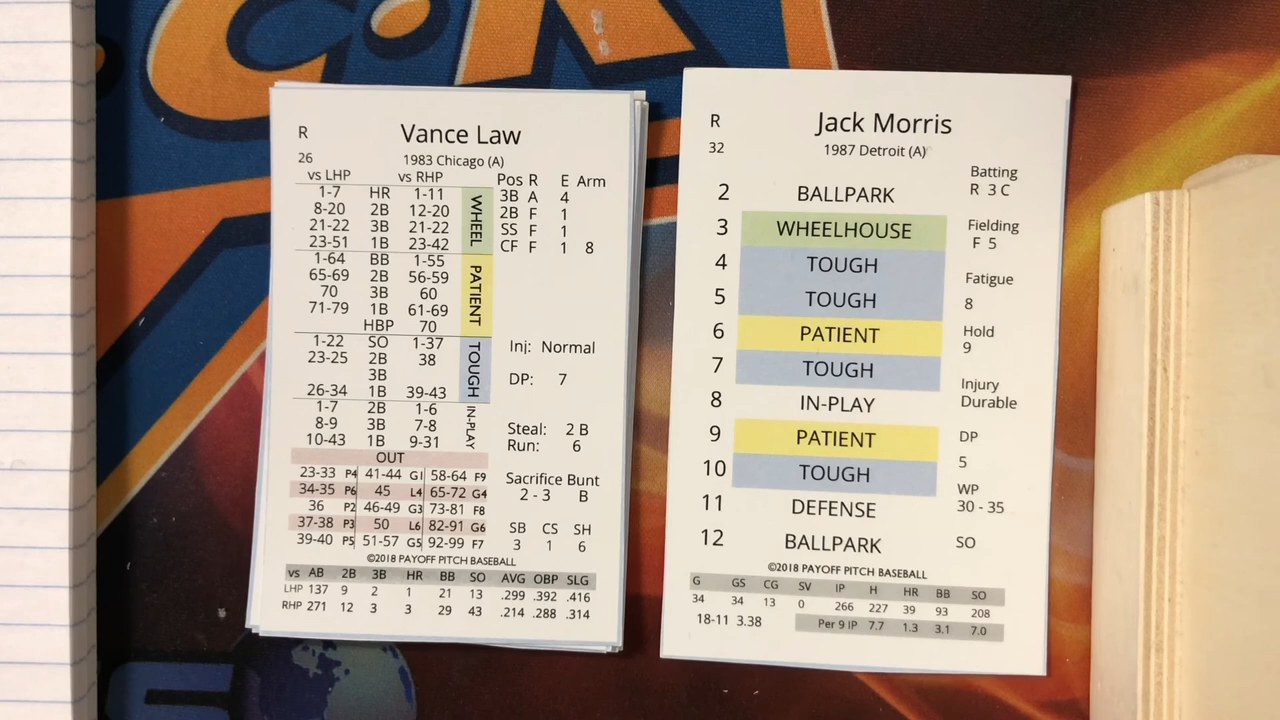 R Vance Law
26 1983 Chicago (A)
vs LHP vs RHP Pos R E Arm
1-7 HR 1-11 WHEEL 3B A 4
8-20 2B 12-20 2B F 1
21-22 3B 21-22 SS F 1
23-51 1B 23-42 CF F 1 8
1-64 BB 1-55 PATIENT
65-69 2B 56-59
70 3B 60
71-79 1B 61-69
HBP 70
1-22 SO 1-37 TOUGH Inj: Normal
23-25 2B 38
3B DP: 7
26-34 1B 39-43
1-7 2B 1-6 IN-PLAY
8-9 3B 7-8 Steal: 2 B
10-43 1B 9-31 Run: 6
OUT
23-33 P4 41-44 G1 58-64 F9 Sacrifice Bunt
34-35 P6 45 L4 65-72 G4 2 - 3 B
36 P2 46-49 G3 73-81 F8
37-38 P3 50 L6 82-91 G6 SB CS SH
39-40 P5 51-57 G5 92-99 F7 3 1 6
©2018 PAYOFF PITCH BASEBALL
vs AB 2B 3B HR BB SO AVG OBP SLG
LHP 137 9 2 1 21 13 .299 .392 .416
RHP 271 12 3 3 29 43 .214 .288 .314
R Jack Morris
32 1987 Detroit (A)
Batting
R 3 C
2 BALLPARK
3 WHEELHOUSE Fielding
F 5
4 TOUGH
Fatigue
5 TOUGH 8
6 PATIENT Hold
9
7 TOUGH
Injury
8 IN-PLAY Durable
9 PATIENT DP
5
10 TOUGH
WP
11 DEFENSE 30 - 35
12 BALLPARK SO
©2018 PAYOFF PITCH BASEBALL
G GS CG SV IP H HR BB SO
34 34 13 0 266 227 39 93 208
18-11 3.38 Per 9 IP 7.7 1.3 3.1 7.0